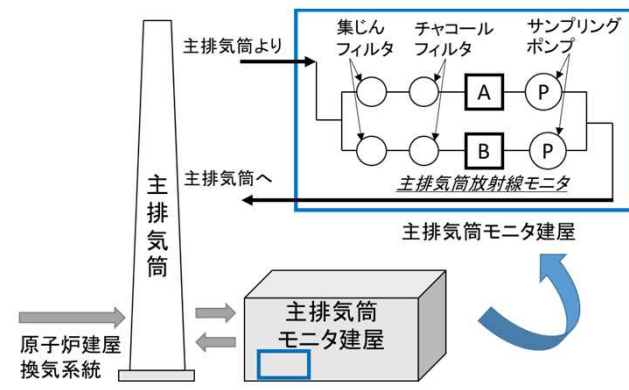 主排気筒より
集じん
フィルタ
チャコール
フィルタ
サンプリング
ポンプ
A
P
B
P
主排気筒放射線モニタ
主排気筒へ
主排気筒モニタ建屋
主排気筒
主排気筒
モニタ建屋
原子炉建屋
換気系統